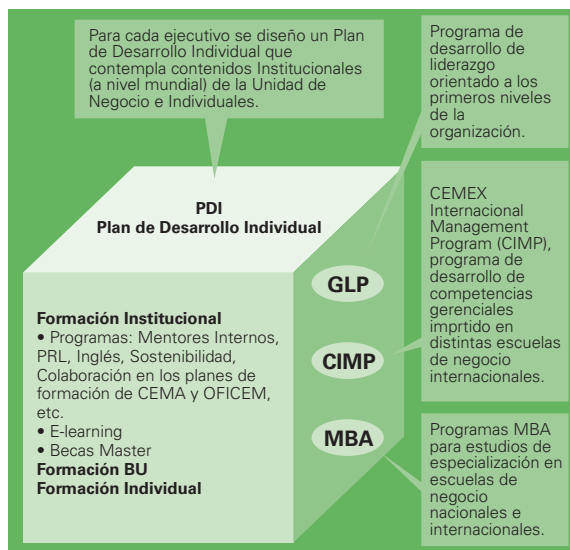 Para cada ejecutivo se diseño un Plan
de Desarrollo Individual que
contempla contenidos Institucionales
(a nivel mundial) de la Unidad de
Negocio e Individuales.
Programa de
desarrollo de
liderazgo
orientado a los
primeros niveles
de la
organización.
PDI
Plan de Desarrollo Individual
GLP
CIMP
MBA
CEMEX
Internacional
Management
Program (CIMP),
programa de
desarrollo de
competencias
gerenciales
imprtido en
distintas escuelas
de negocio
internacionales.
Formación Institucional
• Programas: Mentores Internos,
PRL, Inglés, Sostenibilidad,
Colaboración en los planes de
formación de CEMA y OFICEM,
etc.
• E-learning
• Becas Master
Formación BU
Formación Individual
Programas MBA
para estudios de
especialización en
escuelas de
negocio
nacionales e
internacionales.